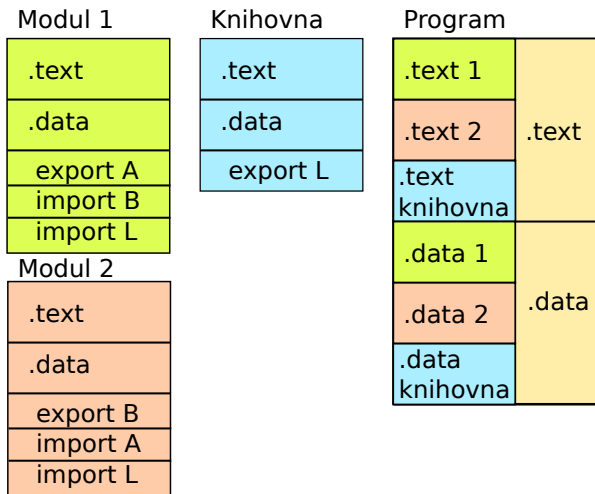 Modul 1
.text
.data
export A
import B
import L
Modul 2
.text
.data
export B
import A
import L
Knihovna
.text
.data
export L
Program
.text 1
.text 2
.text
knihovna
.text
.data 1
.data 2
.data
knihovna
.data